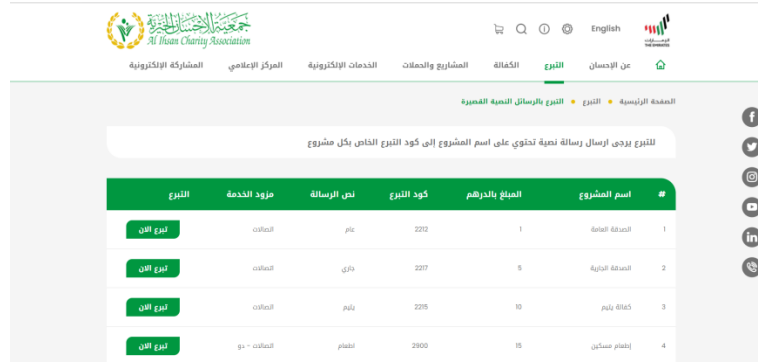 جمعية الإحسان الخيرية
Al Ihsan Charity Association
English
الإمارات
THE EMIRATES
عن الإحسان
التبرع
الكفالة
المشاريع والحملات
الخدمات الإلكترونية
المركز الإعلامي
المشاركة الإلكترونية
الصفحة الرئيسية • التبرع • التبرع بالرسائل النصية القصيرة
للتبرع يرجى ارسال رسالة نصية تحتوي على اسم المشروع إلى كود التبرع الخاص بكل مشروع
# اسم المشروع المبلغ بالدرهم كود التبرع نص الرسالة مزود الخدمة التبرع
1 الصدقة العامة 1 2212 عام اتصالات تبرع الان
2 الصدقة الجارية 5 2217 جاري اتصالات تبرع الان
3 كفالة يتيم 10 2215 يتيم اتصالات تبرع الان
4 إطعام مسكين 15 2900 اطعام اتصالات - دو تبرع الان